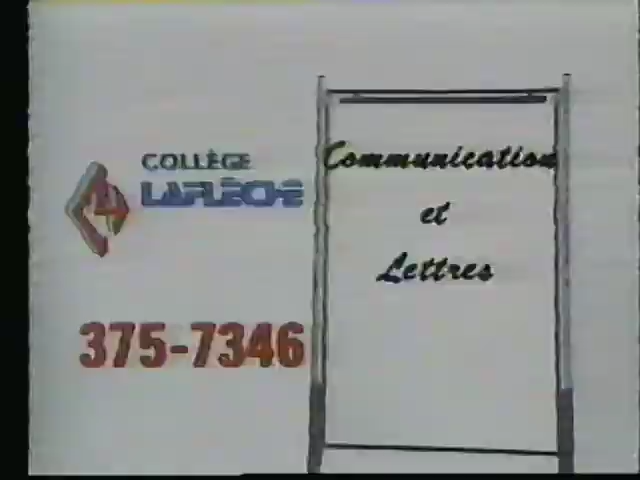 COLLÈGE
LAFLÈCHE
375-7346
Communication
et
Lettres